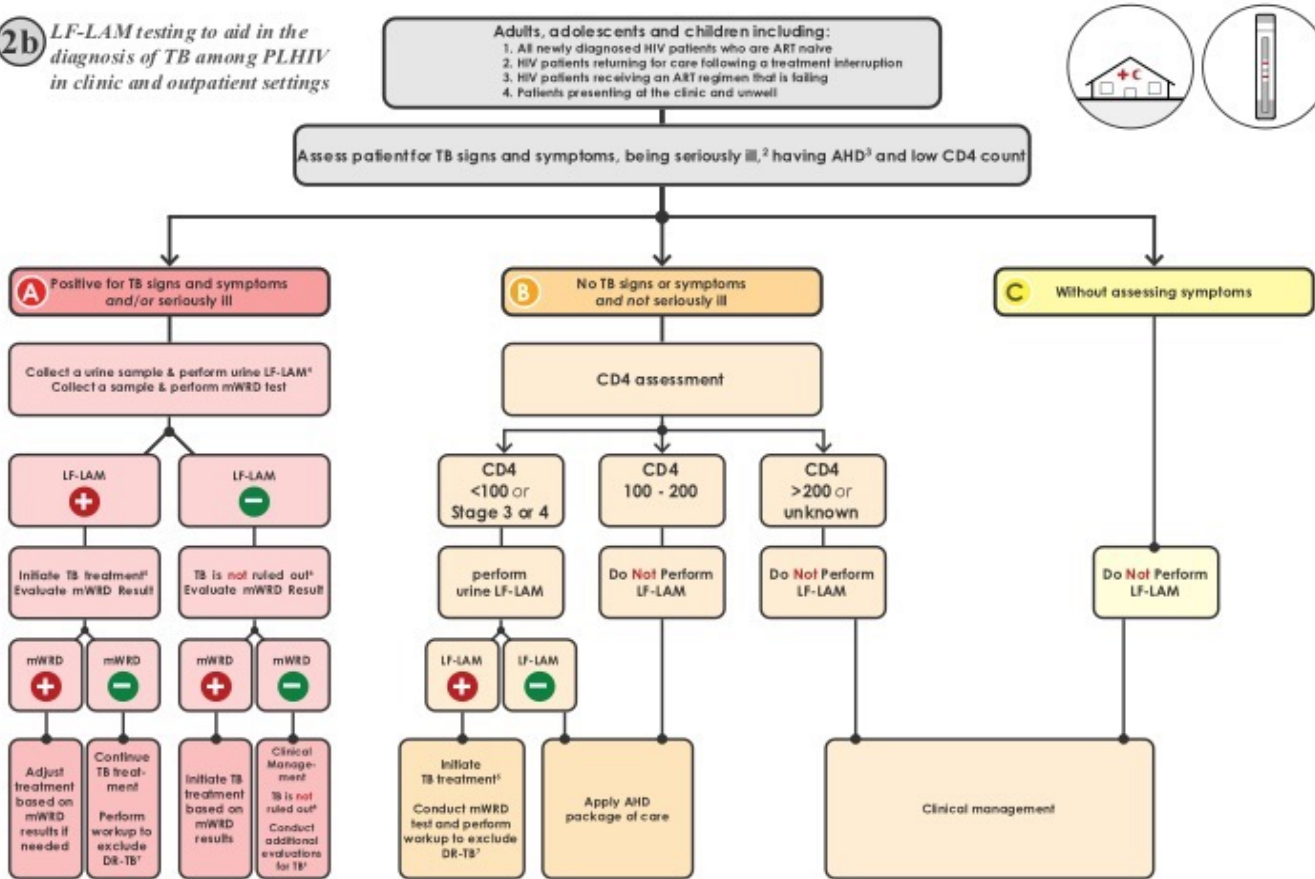 2b
LF-LAM testing to aid in the
diagnosis of TB among PLHIV
in clinic and outpatient settings
Adults, adolescents and children including:
1. All newly diagnosed HIV patients who are ART naive
2. HIV patients returning for care following a treatment interruption
3. HIV patients receiving an ART regimen that is failing
4. Patients presenting at the clinic and unwell
Assess patient for TB signs and symptoms, being seriously ill,² having AHD³ and low CD4 count
A
Positive for TB signs and symptoms
and/or seriously ill
B
No TB signs or symptoms
and not seriously ill
C
Without assessing symptoms
Collect a urine sample & perform urine LF-LAM⁴
Collect a sample & perform mWRD test
CD4 assessment
LF-LAM
+
LF-LAM
−
CD4
<100 or
Stage 3 or 4
CD4
100 - 200
CD4
>200 or
unknown
Initiate TB treatment⁵
Evaluate mWRD Result
TB is not ruled out⁶
Evaluate mWRD Result
perform
urine LF-LAM
Do Not Perform
LF-LAM
Do Not Perform
LF-LAM
Do Not Perform
LF-LAM
mWRD
+
mWRD
−
mWRD
+
mWRD
−
LF-LAM
+
LF-LAM
−
Adjust
treatment
based on
mWRD
results if
needed
Continue
TB treat-
ment
Perform
workup to
exclude
DR-TB⁷
Initiate TB
treatment
based on
mWRD
results
Clinical
Manage-
ment
TB is not
ruled out⁶
Conduct
additional
evaluations
for TB
Initiate
TB treatment⁵
Conduct mWRD
test and perform
workup to exclude
DR-TB⁷
Apply AHD
package of care
Clinical management